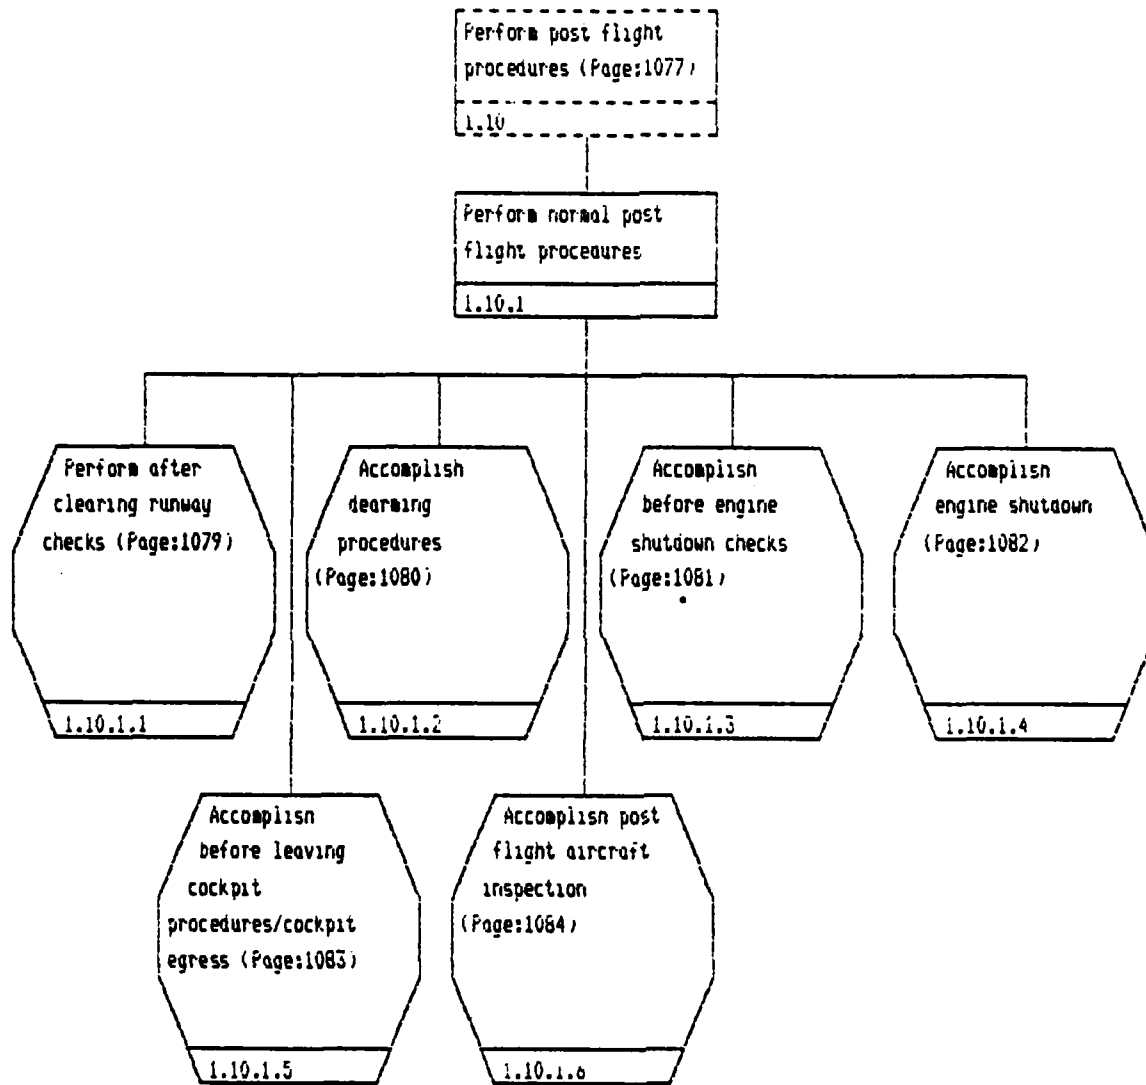 Perform post flight
procedures (Page:1077)
1.10
Perform normal post
flight procedures
1.10.1
Perform after
clearing runway
checks (Page:1079)
1.10.1.1
Accomplish
dearming
procedures
(Page:1080)
1.10.1.2
Accomplish
before engine
shutdown checks
(Page:1081)
1.10.1.3
Accomplish
engine shutdown
(Page:1082)
1.10.1.4
Accomplish
before leaving
cockpit
procedures/cockpit
egress (Page:1083)
1.10.1.5
Accomplish post
flight aircraft
inspection
(Page:1084)
1.10.1.6